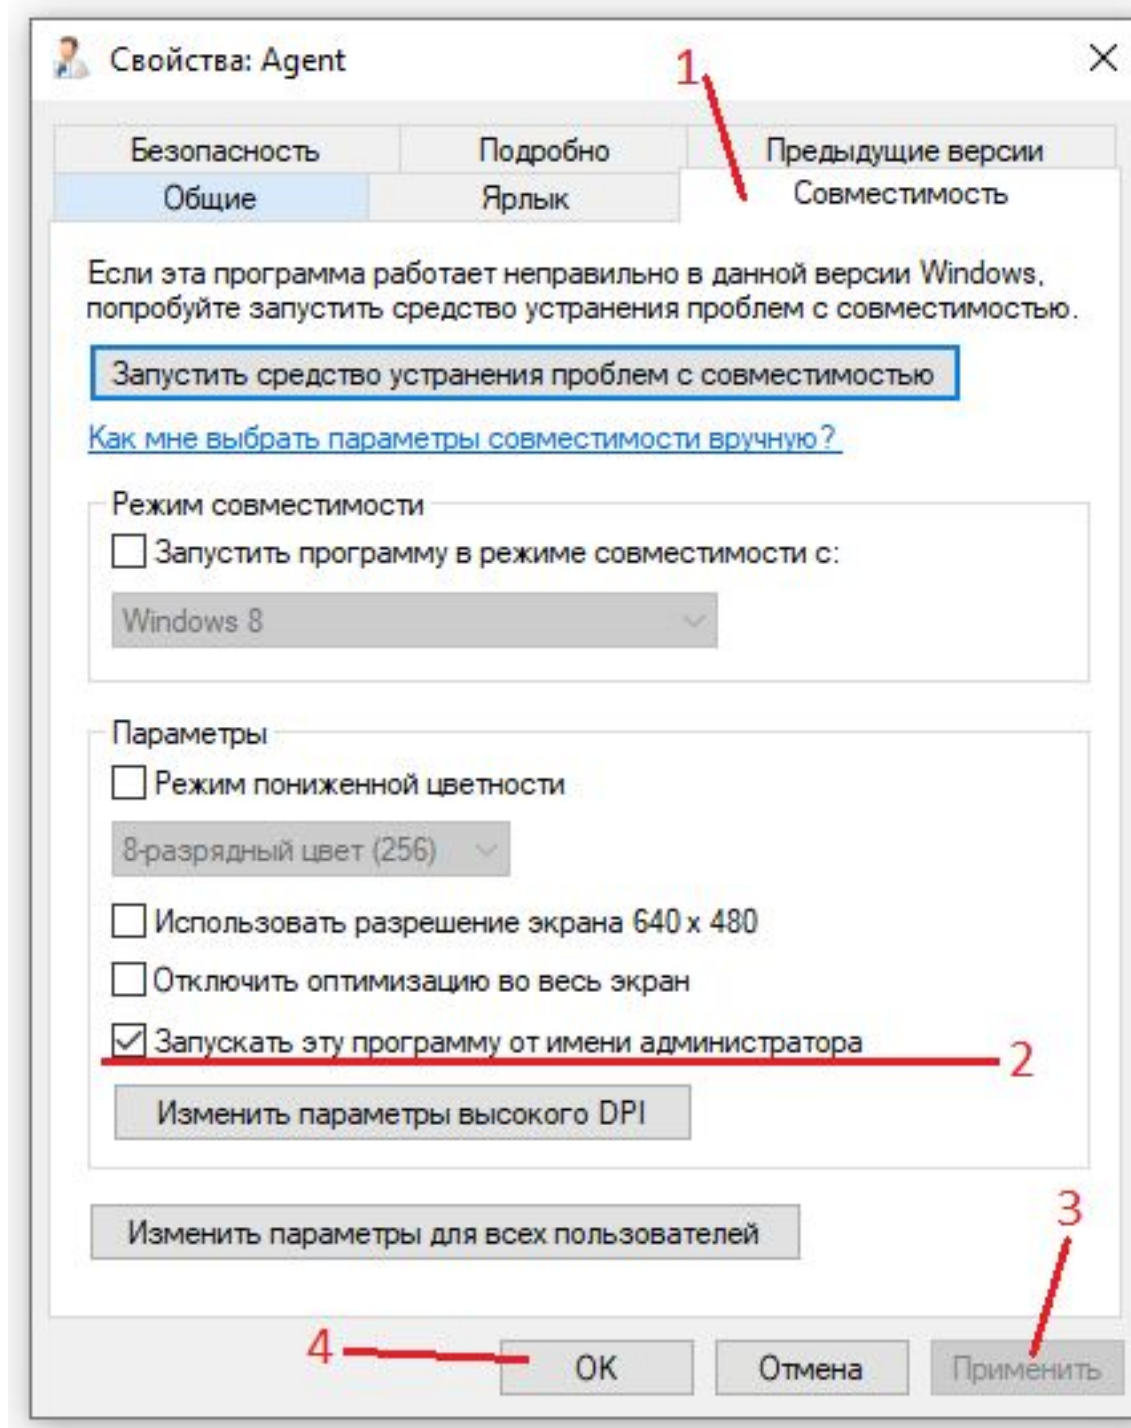 Свойства: Agent
1
Безопасность
Подробно
Предыдущие версии
Общие
Ярлык
Совместимость
Если эта программа работает неправильно в данной версии Windows,
попробуйте запустить средство устранения проблем с совместимостью.
Запустить средство устранения проблем с совместимостью
Как мне выбрать параметры совместимости вручную?
Режим совместимости
Запустить программу в режиме совместимости с:
Windows 8
Параметры
Режим пониженной цветности
8-разрядный цвет (256)
Использовать разрешение экрана 640 x 480
Отключить оптимизацию во весь экран
Запускать эту программу от имени администратора
2
Изменить параметры высокого DPI
Изменить параметры для всех пользователей
3
4
ОК
Отмена
Применить